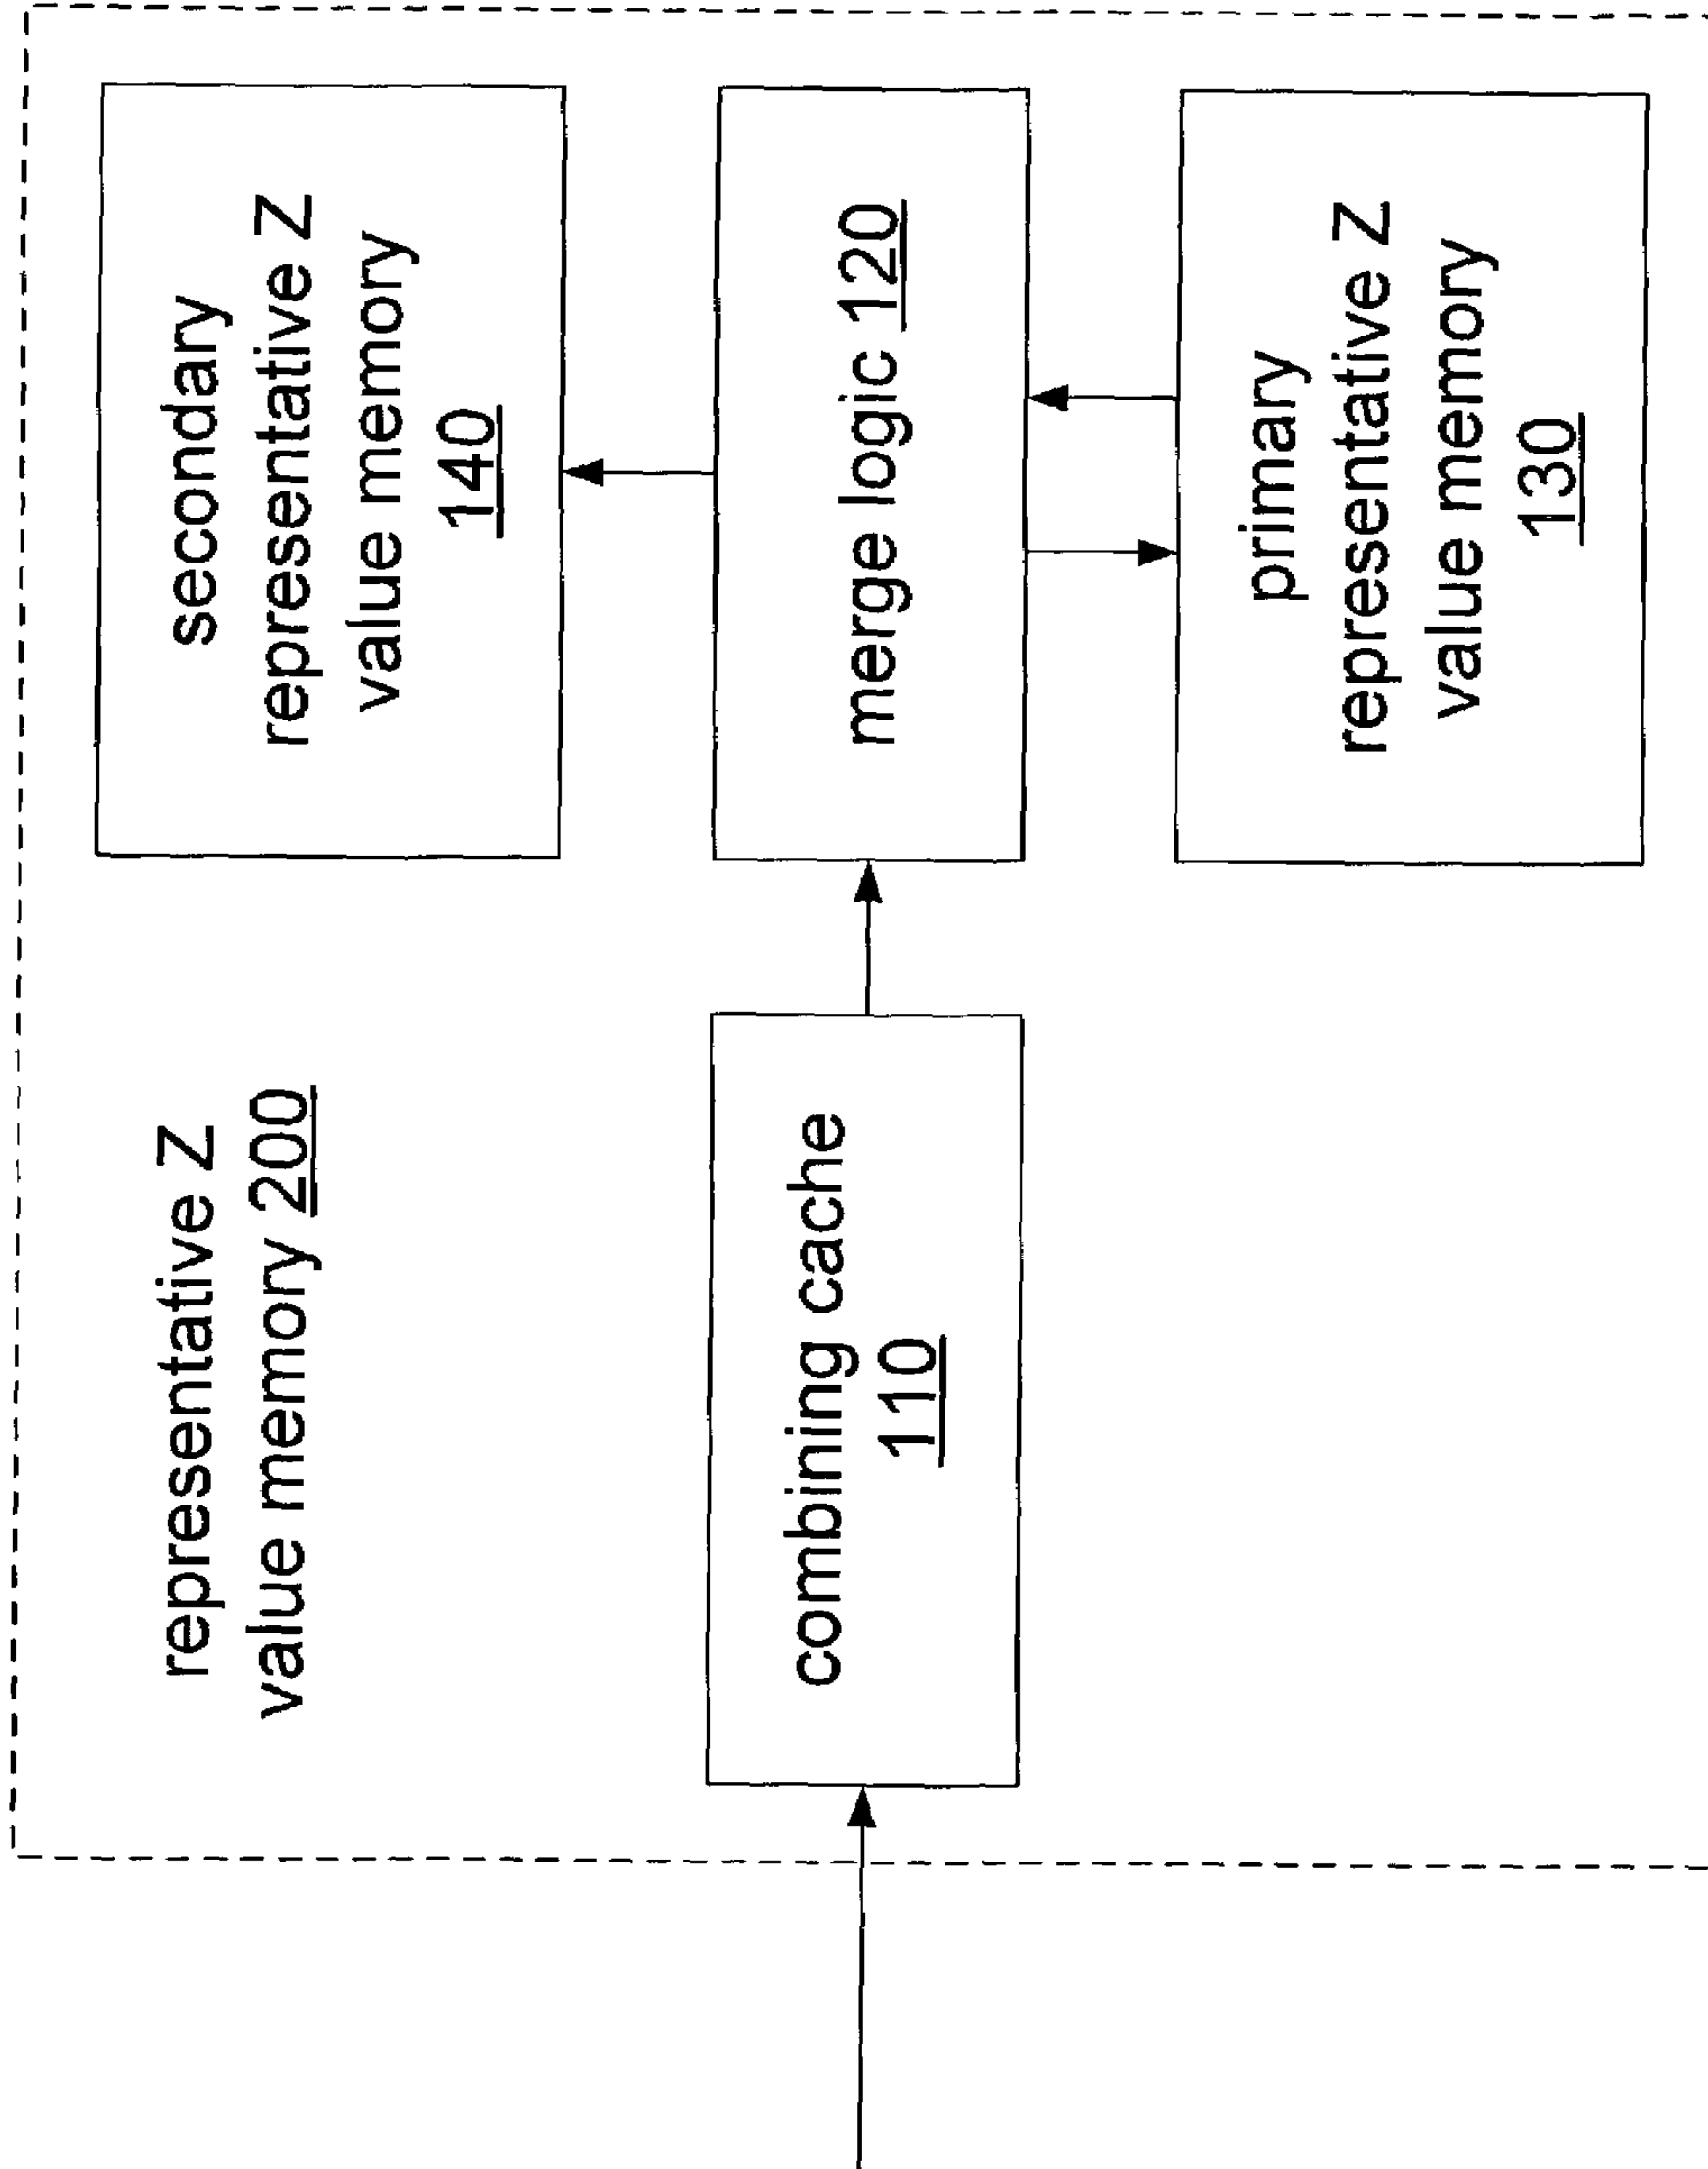 representative Z
value memory 200
combining cache
110
secondary
representative Z
value memory
140
merge logic 120
primary
representative Z
value memory
130